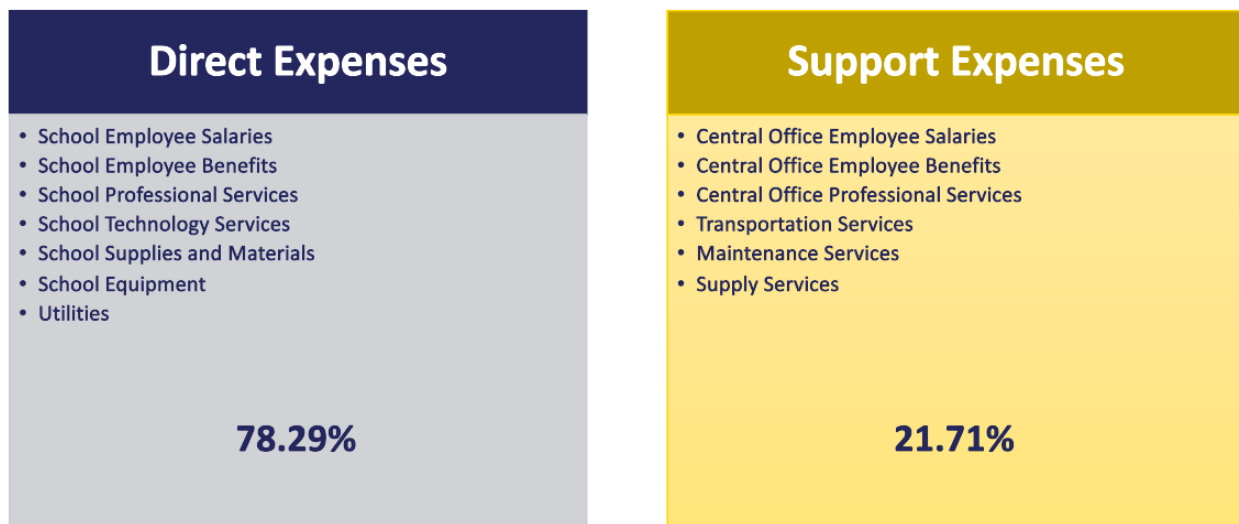 Direct Expenses
• School Employee Salaries
• School Employee Benefits
• School Professional Services
• School Technology Services
• School Supplies and Materials
• School Equipment
• Utilities
78.29%
Support Expenses
• Central Office Employee Salaries
• Central Office Employee Benefits
• Central Office Professional Services
• Transportation Services
• Maintenance Services
• Supply Services
21.71%